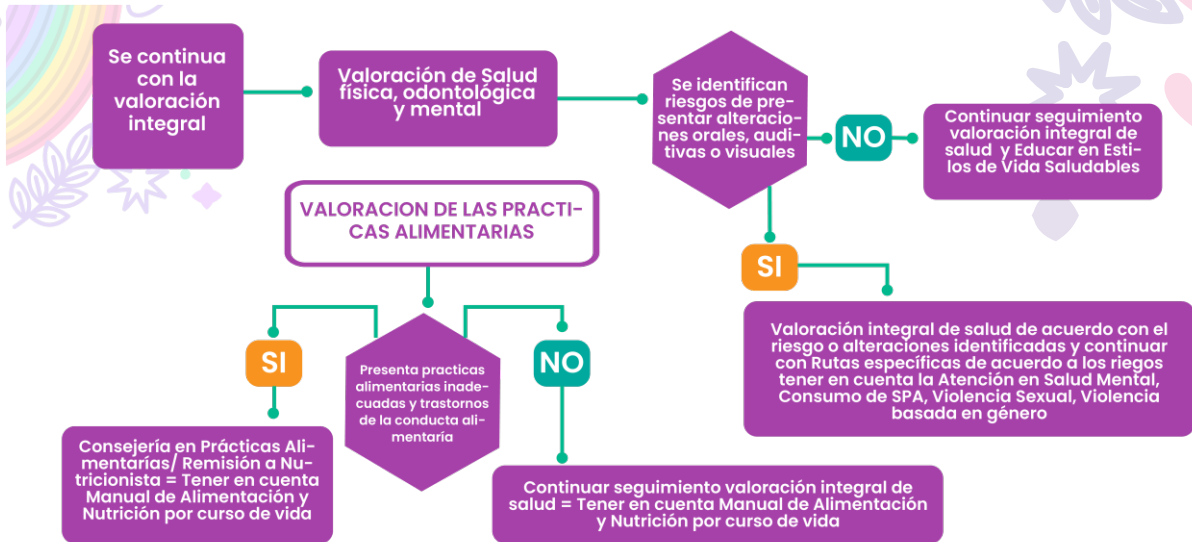 Se continua
con la
valoración
integral
Valoración de Salud
física, odontológica
y mental
Se identifican
riesgos de pre-
sentar alteracio-
nes orales, audi-
tivas o visuales
NO
Continuar seguimiento
valoración integral de
salud y Educar en Esti-
los de Vida Saludables
SI
Valoración integral de salud de acuerdo con el
riesgo o alteraciones identificadas y continuar
con Rutas específicas de acuerdo a los riegos
tener en cuenta la Atención en Salud Mental,
Consumo de SPA, Violencia Sexual, Violencia
basada en género
VALORACION DE LAS PRACTI-
CAS ALIMENTARIAS
Presenta practicas
alimentarias inade-
cuadas y trastornos
de la conducta ali-
mentaría
SI
Consejería en Prácticas Ali-
mentarías/ Remisión a Nu-
tricionista = Tener en cuenta
Manual de Alimentación y
Nutrición por curso de vida
NO
Continuar seguimiento valoración integral de
salud = Tener en cuenta Manual de Alimentación
y Nutrición por curso de vida